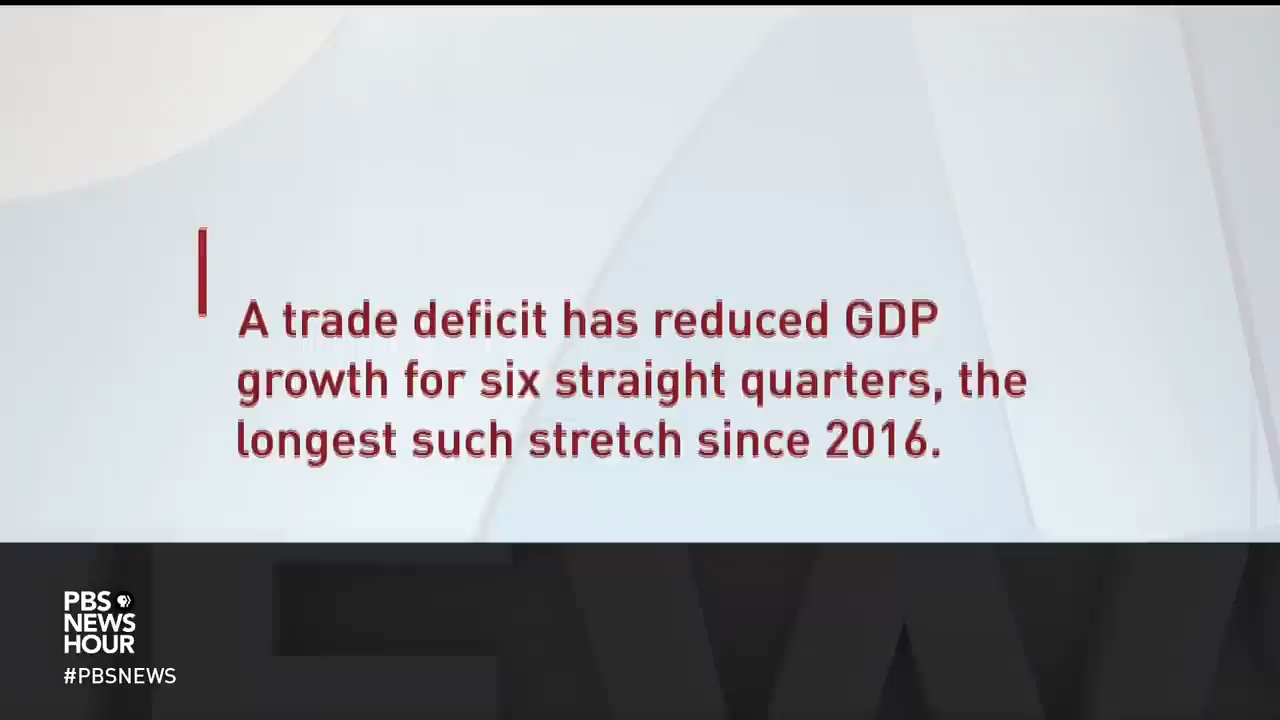 A trade deficit has reduced GDP
growth for six straight quarters, the
longest such stretch since 2016.
PBS
NEWS
HOUR
#PBSNEWS